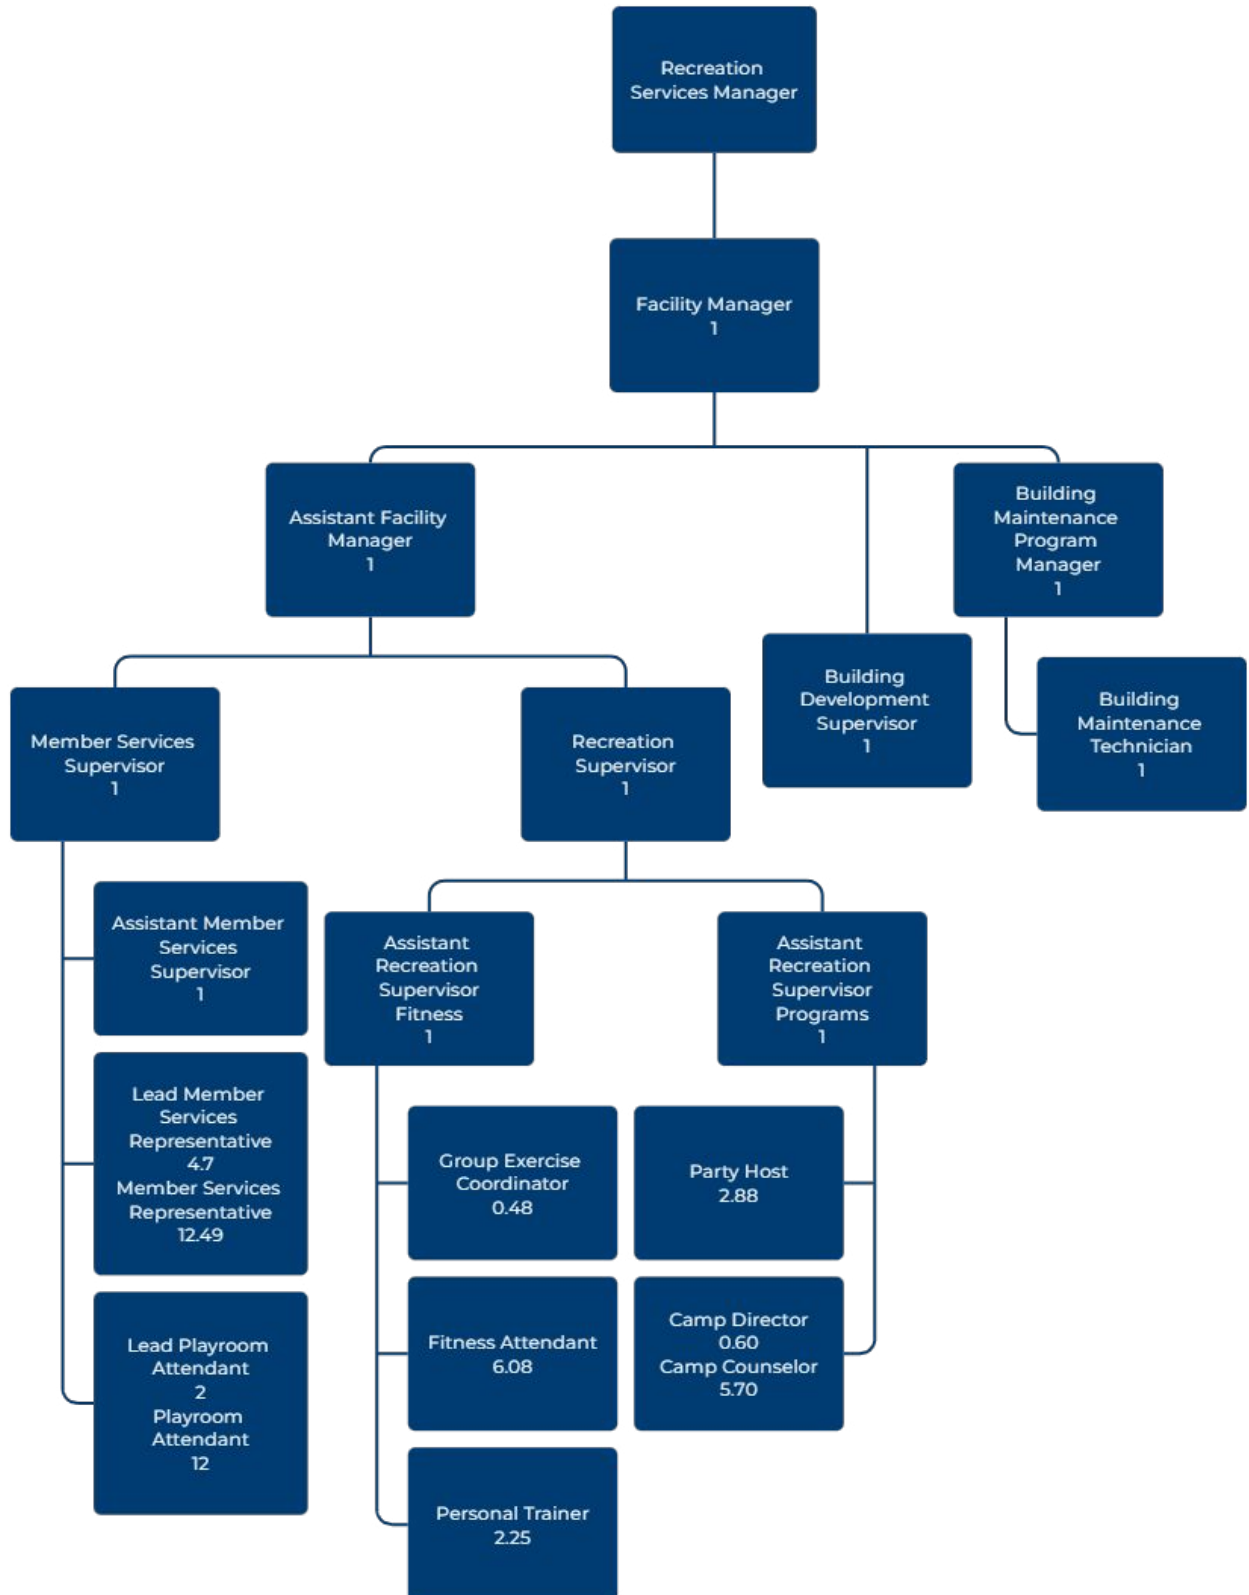 Recreation
Services Manager
Facility Manager
1
Assistant Facility
Manager
1
Building
Maintenance
Program
Manager
1
Building
Development
Supervisor
1
Building
Maintenance
Technician
1
Member Services
Supervisor
1
Recreation
Supervisor
1
Assistant Member
Services
Supervisor
1
Lead Member
Services
Representative
4.7
Member Services
Representative
12.49
Lead Playroom
Attendant
2
Playroom
Attendant
12
Assistant
Recreation
Supervisor
Fitness
1
Group Exercise
Coordinator
0.48
Fitness Attendant
6.08
Personal Trainer
2.25
Assistant
Recreation
Supervisor
Programs
1
Party Host
2.88
Camp Director
0.60
Camp Counselor
5.70